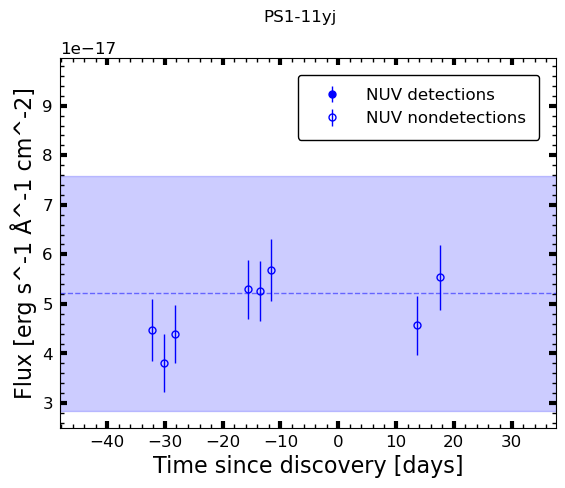 PS1-11yj
1e−17
NUV detections
NUV nondetections
9
8
7
6
5
4
3
Flux [erg s^-1 Å^-1 cm^-2]
−40 −30 −20 −10 0 10 20 30
Time since discovery [days]